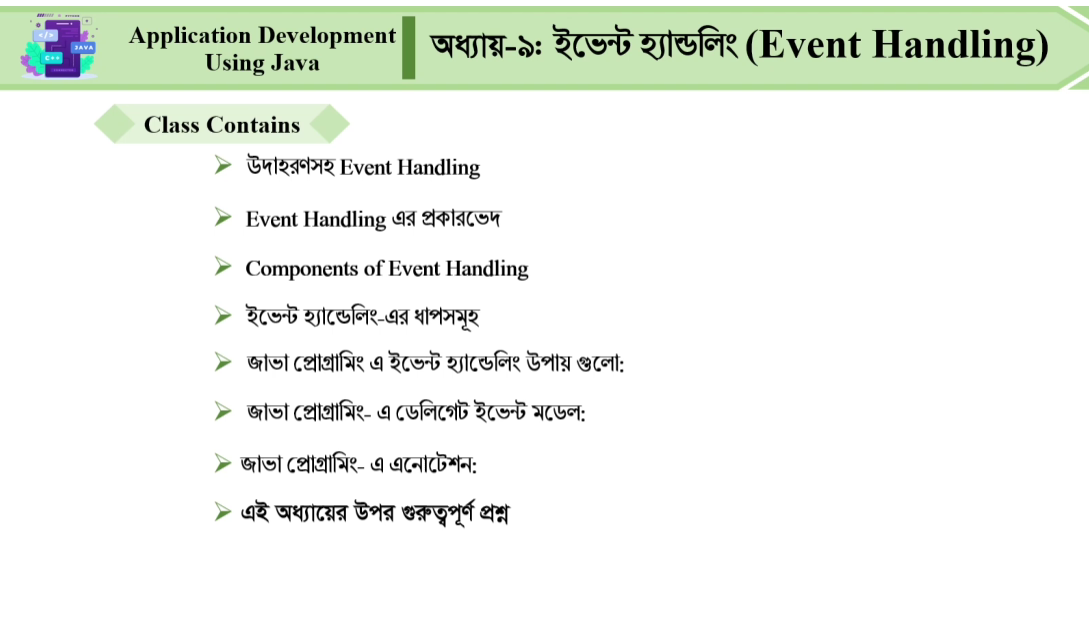 Application Development
Using Java
অধ্যায়-৯: ইভেন্ট হ্যান্ডলিং (Event Handling)
JAVA
C++
Class Contains
উদাহরণসহ Event Handling
Event Handling এর প্রকারভেদ
Components of Event Handling
ইভেন্ট হ্যান্ডেলিং-এর ধাপসমূহ
জাভা প্রোগ্রামিং এ ইভেন্ট হ্যান্ডেলিং উপায় গুলো:
জাভা প্রোগ্রামিং- এ ডেলিগেট ইভেন্ট মডেল:
জাভা প্রোগ্রামিং- এ এনোটেশন:
এই অধ্যায়ের উপর গুরুত্বপূর্ণ প্রশ্ন